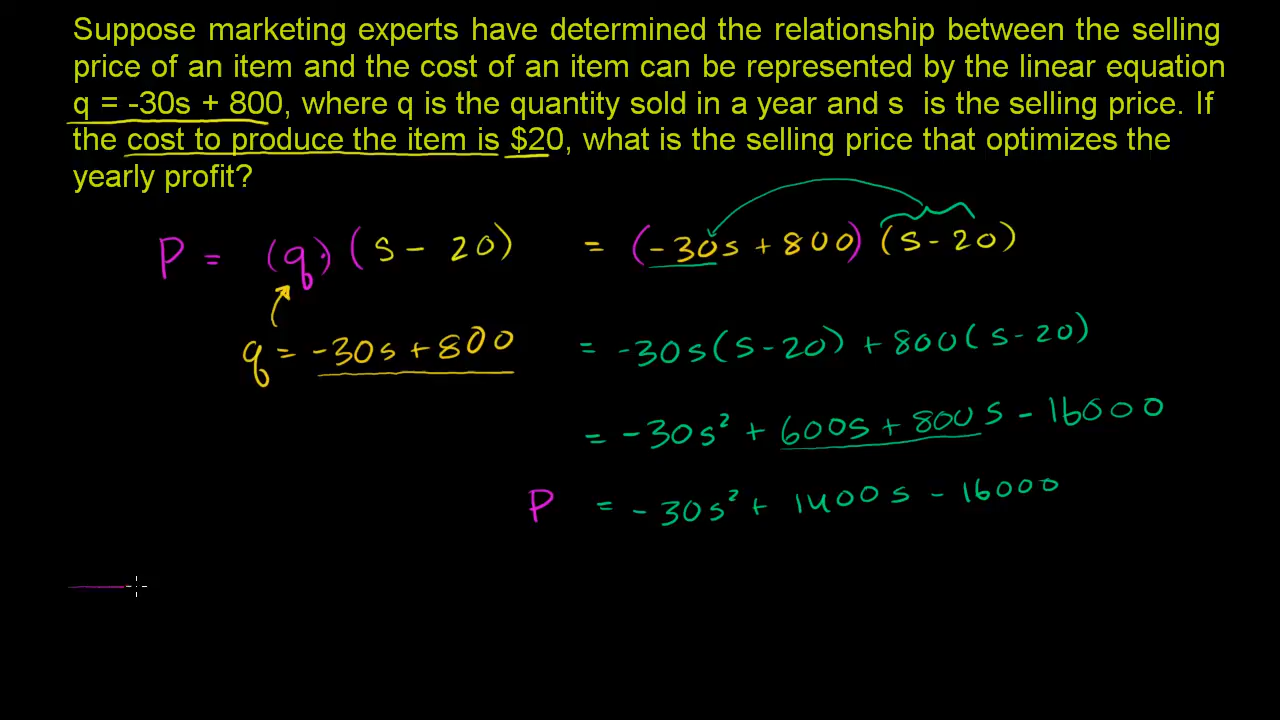 Suppose marketing experts have determined the relationship between the selling
price of an item and the cost of an item can be represented by the linear equation
q = -30s + 800, where q is the quantity sold in a year and s is the selling price. If
the cost to produce the item is $20, what is the selling price that optimizes the
yearly profit?
P = (q·)(s - 20) = (-30s + 800)(s - 20)
q = -30s + 800 = -30s(s - 20) + 800(s - 20)
= -30s² + 600s + 800s - 16000
P = -30s² + 1400s - 16000